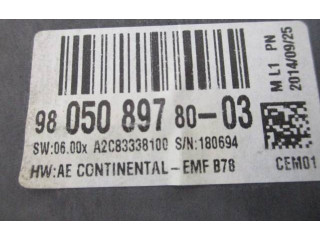 98 050 897 80-03
SW:06.00x A2C83338100 S/N:180694
HW:AE CONTINENTAL-EMF B78
M L1 PN
2014/09/25
CEM01